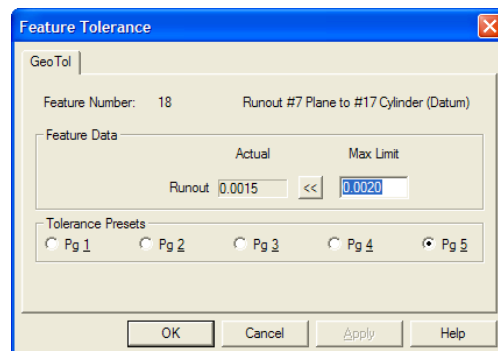 Feature Tolerance
GeoTol
Feature Number: 18 Runout #7 Plane to #17 Cylinder (Datum)
Feature Data
Actual Max Limit
Runout 0.0015 << 0.0020
Tolerance Presets
Pg 1 Pg 2 Pg 3 Pg 4 Pg 5
OK Cancel Apply Help